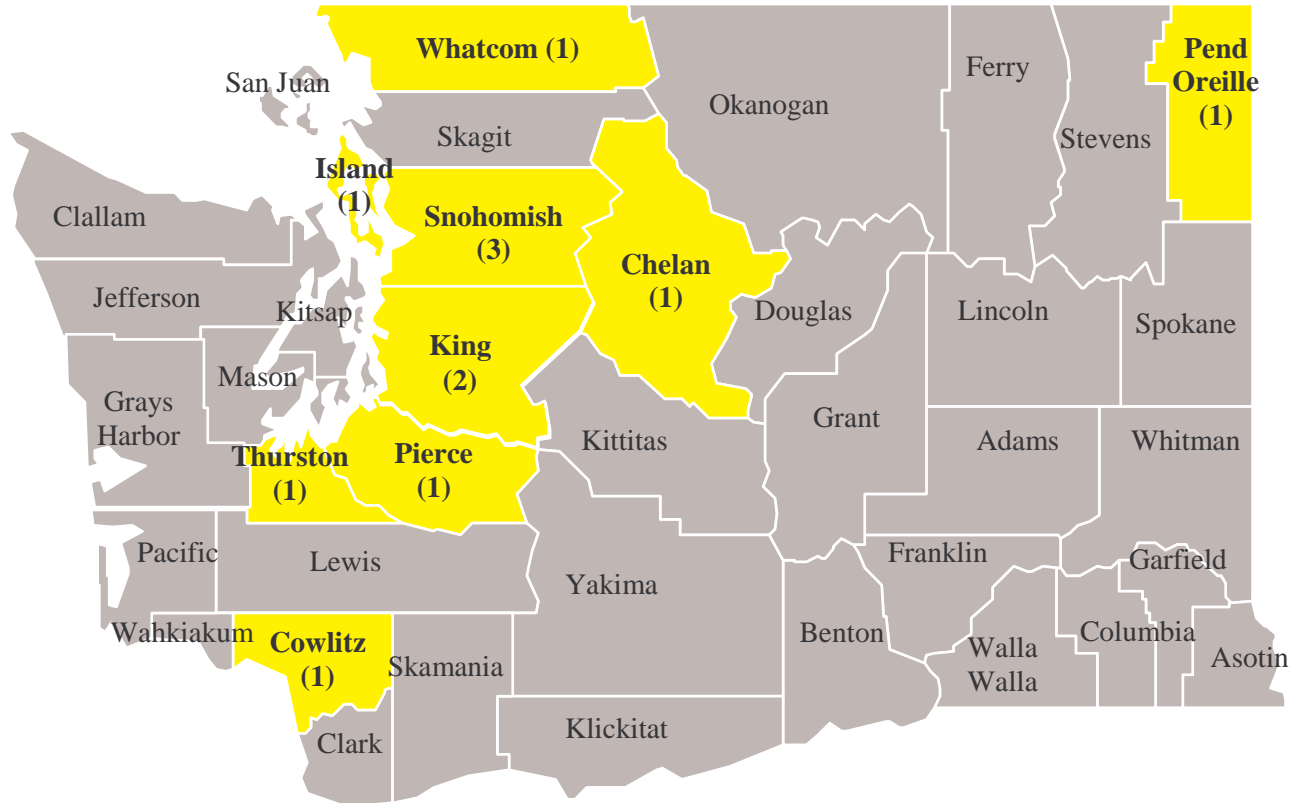 Whatcom (1)
Pend
Oreille
(1)
San Juan
Ferry
Okanogan
Skagit
Stevens
Island
(1)
Clallam
Snohomish
(3)
Chelan
(1)
Jefferson
Kitsap
Douglas
Lincoln
Spokane
King
(2)
Mason
Grays
Harbor
Grant
Kittitas
Adams
Whitman
Thurston
(1)
Pierce
(1)
Pacific
Lewis
Franklin
Garfield
Yakima
Wahkiakum
Cowlitz
(1)
Skamania
Benton
Walla
Walla
Columbia
Asotin
Klickitat
Clark